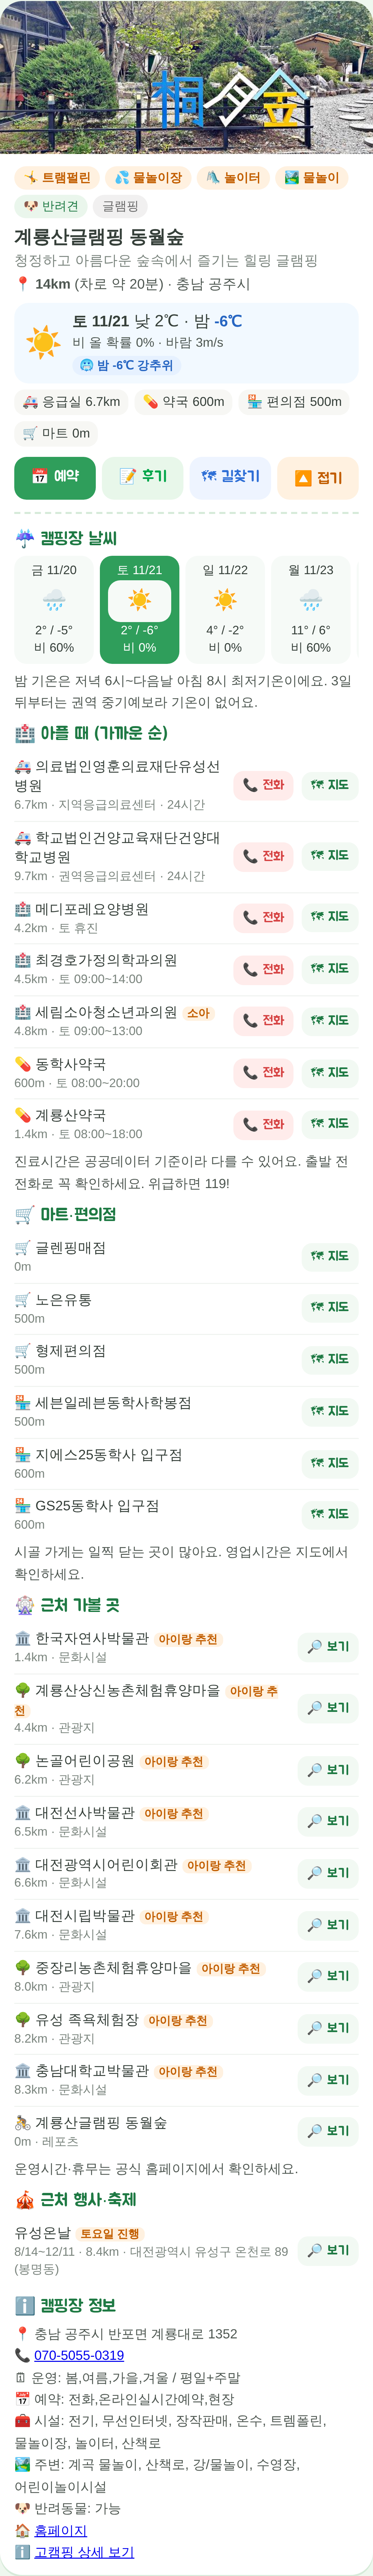 桐月金
트램펄린 물놀이장 놀이터 물놀이
반려견 글램핑
계룡산글램핑 동월숲
청정하고 아름다운 숲속에서 즐기는 힐링 글램핑
14km (차로 약 20분) · 충남 공주시
토 11/21 낮 2℃ · 밤 -6℃
비 올 확률 0% · 바람 3m/s
밤 -6℃ 강추위
응급실 6.7km 약국 600m 편의점 500m
마트 0m
예약 후기 길찾기 접기
캠핑장 날씨
금 11/20 토 11/21 일 11/22 월 11/23
2° / -5° 2° / -6° 4° / -2° 11° / 6°
비 60% 비 0% 비 0% 비 60%
밤 기온은 저녁 6시~다음날 아침 8시 최저기온이에요. 3일
뒤부터는 권역 중기예보라 기온이 없어요.
아플 때 (가까운 순)
의료법인영훈의료재단유성선
병원
6.7km · 지역응급의료센터 · 24시간
전화 지도
학교법인건양교육재단건양대
학교병원
9.7km · 권역응급의료센터 · 24시간
전화 지도
메디포레요양병원
4.2km · 토 휴진
전화 지도
최경호가정의학과의원
4.5km · 토 09:00~14:00
전화 지도
세림소아청소년과의원 소아
4.8km · 토 09:00~13:00
전화 지도
동학사약국
600m · 토 08:00~20:00
전화 지도
계룡산약국
1.4km · 토 08:00~18:00
전화 지도
진료시간은 공공데이터 기준이라 다를 수 있어요. 출발 전
전화로 꼭 확인하세요. 위급하면 119!
마트·편의점
글렌핑매점
0m
지도
노은유통
500m
지도
형제편의점
500m
지도
세븐일레븐동학사학봉점
500m
지도
지에스25동학사 입구점
600m
지도
GS25동학사 입구점
600m
지도
시골 가게는 일찍 닫는 곳이 많아요. 영업시간은 지도에서
확인하세요.
근처 가볼 곳
한국자연사박물관 아이랑 추천
1.4km · 문화시설
보기
계룡산상신농촌체험휴양마을 아이랑 추
천
4.4km · 관광지
보기
논골어린이공원 아이랑 추천
6.2km · 관광지
보기
대전선사박물관 아이랑 추천
6.5km · 문화시설
보기
대전광역시어린이회관 아이랑 추천
6.6km · 문화시설
보기
대전시립박물관 아이랑 추천
7.6km · 문화시설
보기
중장리농촌체험휴양마을 아이랑 추천
8.0km · 관광지
보기
유성 족욕체험장 아이랑 추천
8.2km · 관광지
보기
충남대학교박물관 아이랑 추천
8.3km · 문화시설
보기
계룡산글램핑 동월숲
0m · 레포츠
보기
운영시간·휴무는 공식 홈페이지에서 확인하세요.
근처 행사·축제
유성온날 토요일 진행
8/14~12/11 · 8.4km · 대전광역시 유성구 온천로 89
(봉명동)
보기
캠핑장 정보
충남 공주시 반포면 계룡대로 1352
070-5055-0319
운영: 봄,여름,가을,겨울 / 평일+주말
예약: 전화,온라인실시간예약,현장
시설: 전기, 무선인터넷, 장작판매, 온수, 트렘폴린,
물놀이장, 놀이터, 산책로
주변: 계곡 물놀이, 산책로, 강/물놀이, 수영장,
어린이놀이시설
반려동물: 가능
홈페이지
고캠핑 상세 보기